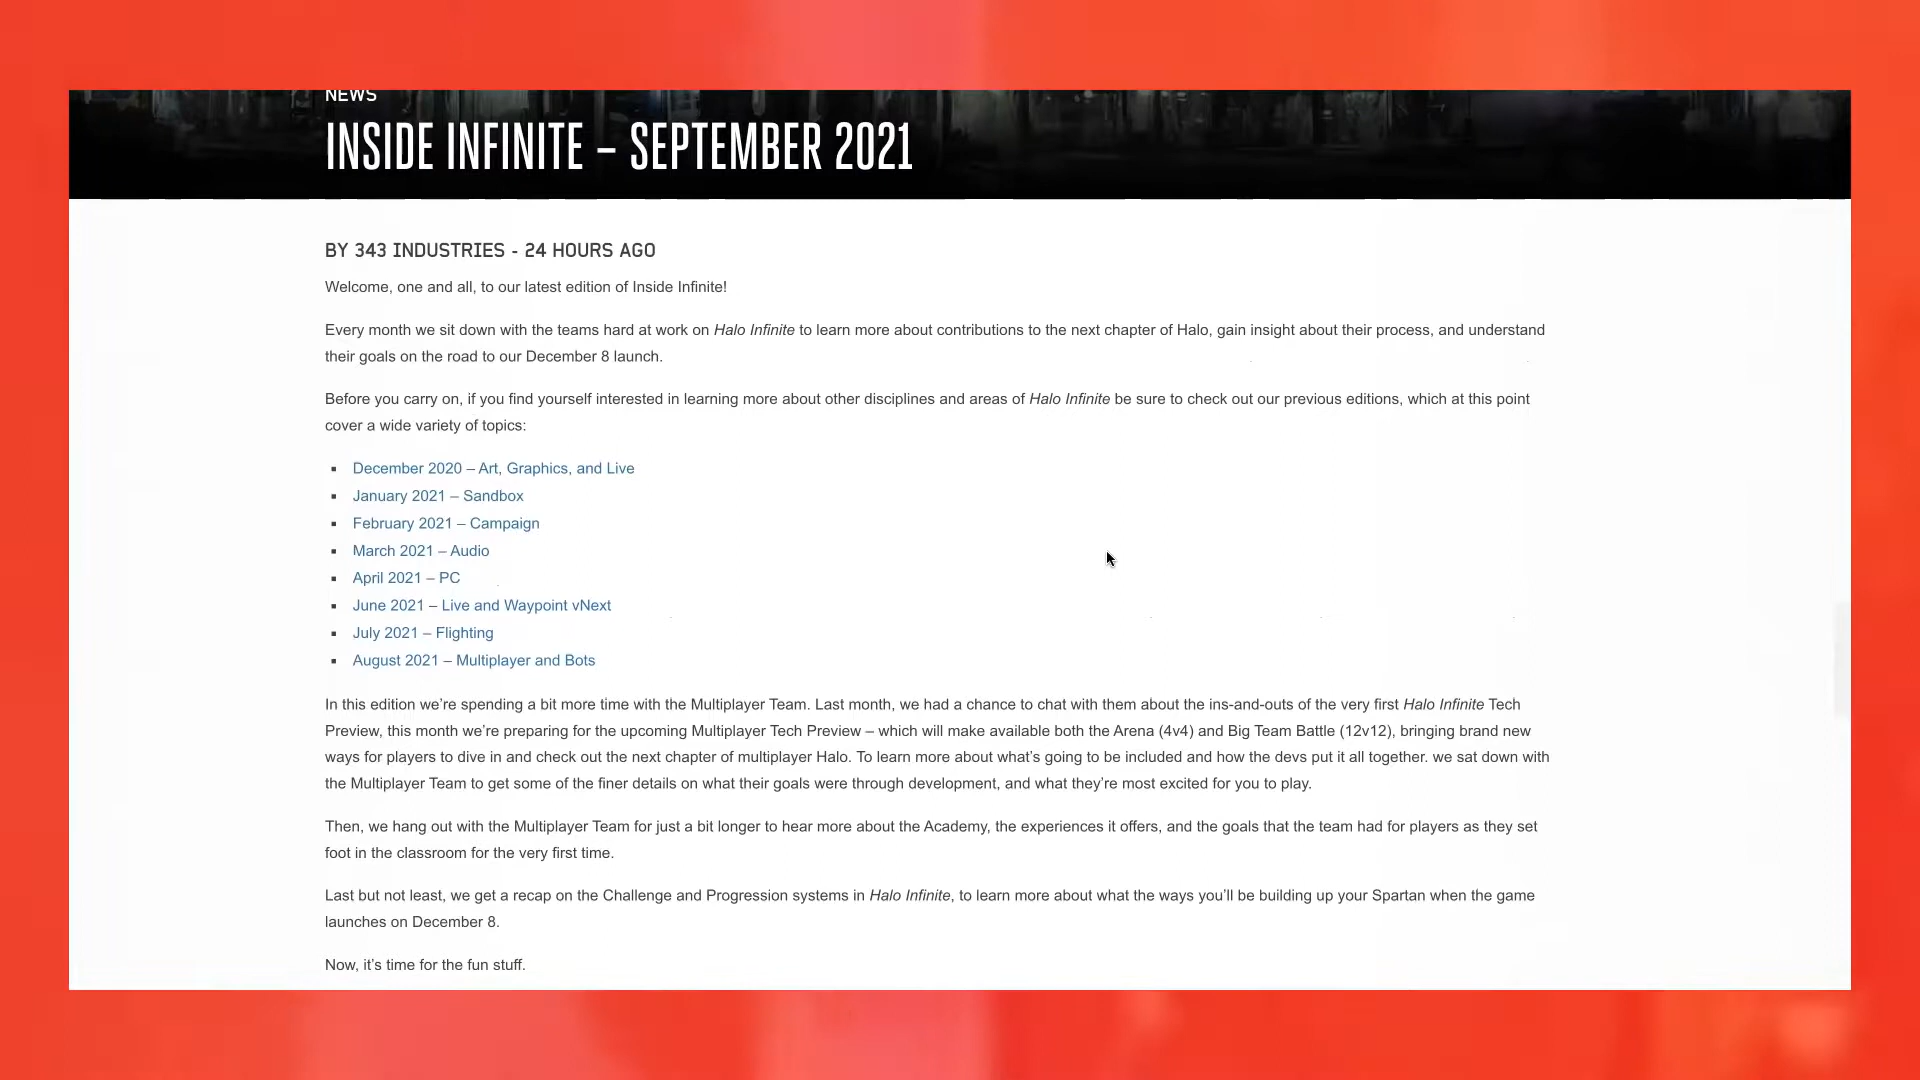 NEWS
INSIDE INFINITE – SEPTEMBER 2021
BY 343 INDUSTRIES - 24 HOURS AGO
Welcome, one and all, to our latest edition of Inside Infinite!
Every month we sit down with the teams hard at work on Halo Infinite to learn more about contributions to the next chapter of Halo, gain insight about their process, and understand
their goals on the road to our December 8 launch.
Before you carry on, if you find yourself interested in learning more about other disciplines and areas of Halo Infinite be sure to check out our previous editions, which at this point
cover a wide variety of topics:
▪ December 2020 – Art, Graphics, and Live
▪ January 2021 – Sandbox
▪ February 2021 – Campaign
▪ March 2021 – Audio
▪ April 2021 – PC
▪ June 2021 – Live and Waypoint vNext
▪ July 2021 – Flighting
▪ August 2021 – Multiplayer and Bots
In this edition we’re spending a bit more time with the Multiplayer Team. Last month, we had a chance to chat with them about the ins-and-outs of the very first Halo Infinite Tech
Preview, this month we’re preparing for the upcoming Multiplayer Tech Preview – which will make available both the Arena (4v4) and Big Team Battle (12v12), bringing brand new
ways for players to dive in and check out the next chapter of multiplayer Halo. To learn more about what’s going to be included and how the devs put it all together. we sat down with
the Multiplayer Team to get some of the finer details on what their goals were through development, and what they’re most excited for you to play.
Then, we hang out with the Multiplayer Team for just a bit longer to hear more about the Academy, the experiences it offers, and the goals that the team had for players as they set
foot in the classroom for the very first time.
Last but not least, we get a recap on the Challenge and Progression systems in Halo Infinite, to learn more about what the ways you’ll be building up your Spartan when the game
launches on December 8.
Now, it’s time for the fun stuff.